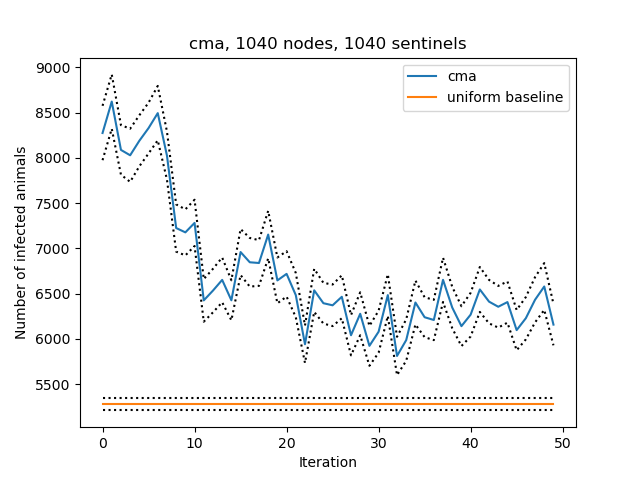 cma, 1040 nodes, 1040 sentinels
cma
uniform baseline
Number of infected animals
9000
8500
8000
7500
7000
6500
6000
5500
0
10
20
30
40
50
Iteration